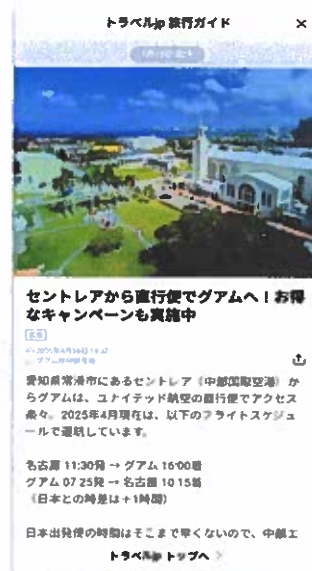 トラベルjp 旅行ガイド ×
セントレアから直行便でグアムへ！お得
なキャンペーンも実施中
愛知県常滑市にあるセントレア（中部国際空港）か
らグアムは、ユナイテッド航空の直行便でアクセス
楽々。2025年4月現在は、以下のフライトスケジュ
ールで運航しています。
名古屋 11:30発 → グアム 16:00着
グアム 07:25発 → 名古屋 10:15着
（日本との時差は＋1時間）
日本出発便の時間はそこまで早くないので、中部エ
トラベルjp トップへ